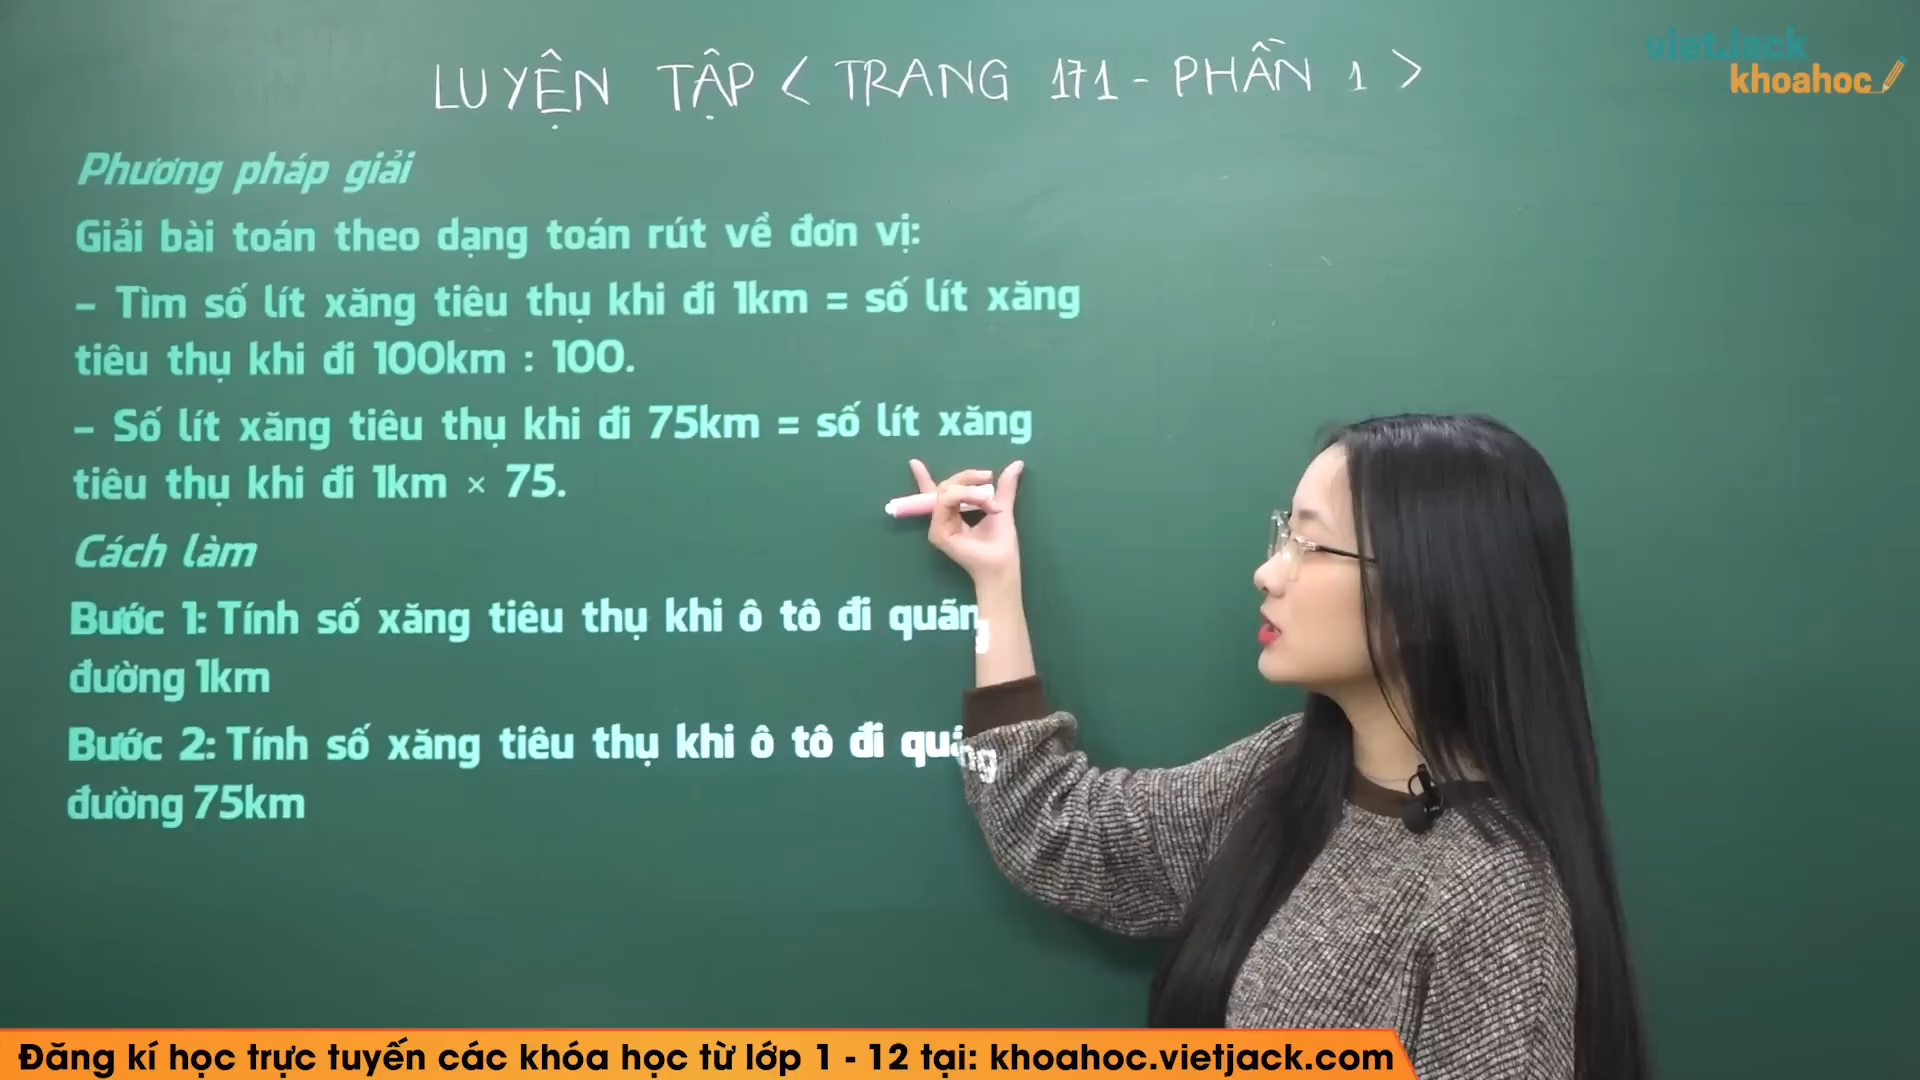 LUYỆN TẬP < TRANG 171 - PHẦN 1 >
vietJack
khoahoc
Phương pháp giải
Giải bài toán theo dạng toán rút về đơn vị:
– Tìm số lít xăng tiêu thụ khi đi 1km = số lít xăng
tiêu thụ khi đi 100km : 100.
– Số lít xăng tiêu thụ khi đi 75km = số lít xăng
tiêu thụ khi đi 1km × 75.
Cách làm
Bước 1: Tính số xăng tiêu thụ khi ô tô đi quãng
đường 1km
Bước 2: Tính số xăng tiêu thụ khi ô tô đi quãng
đường 75km
Đăng kí học trực tuyến các khóa học từ lớp 1 - 12 tại: khoahoc.vietjack.com